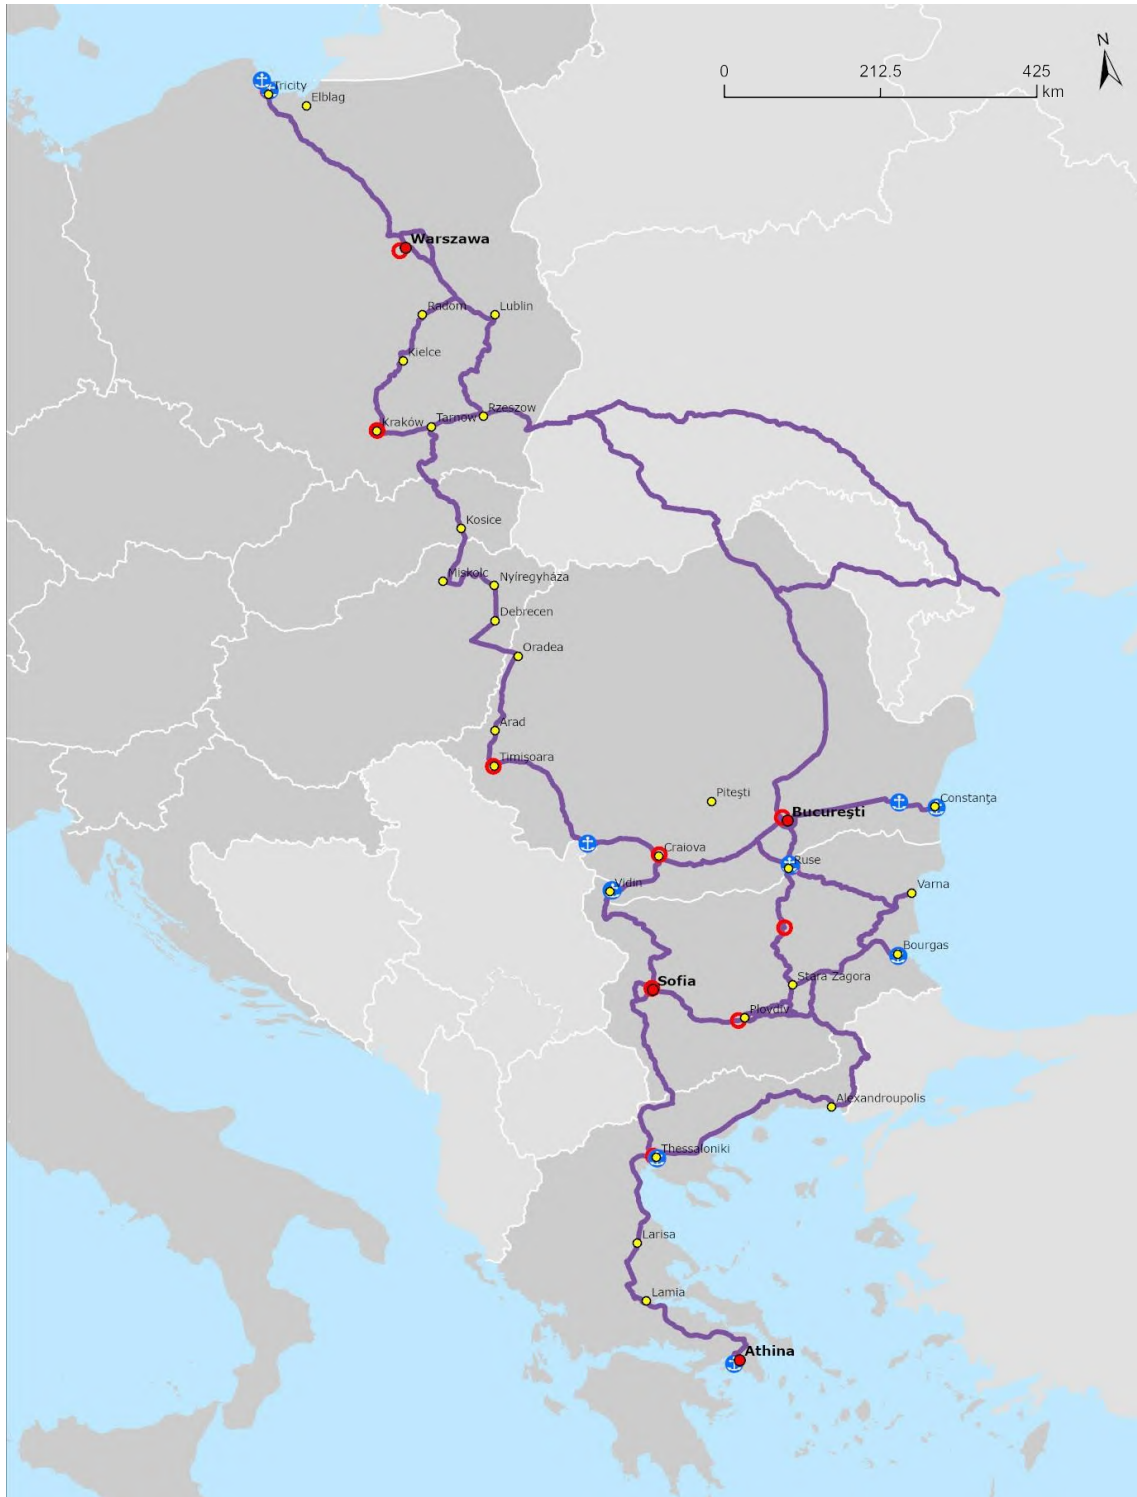 N
0 212.5 425
km
Tricity
Elbląg
Warszawa
Radom
Lublin
Kielce
Kraków
Tarnow
Rzeszow
Kosice
Miskolc
Nyíregyháza
Debrecen
Oradea
Arad
Timişoara
Piteşti
Constanţa
Bucureşti
Craiova
Ruse
Vidin
Varna
Bourgas
Stara Zagora
Sofia
Plovdiv
Alexandroupolis
Thessaloniki
Larisa
Lamia
Athina